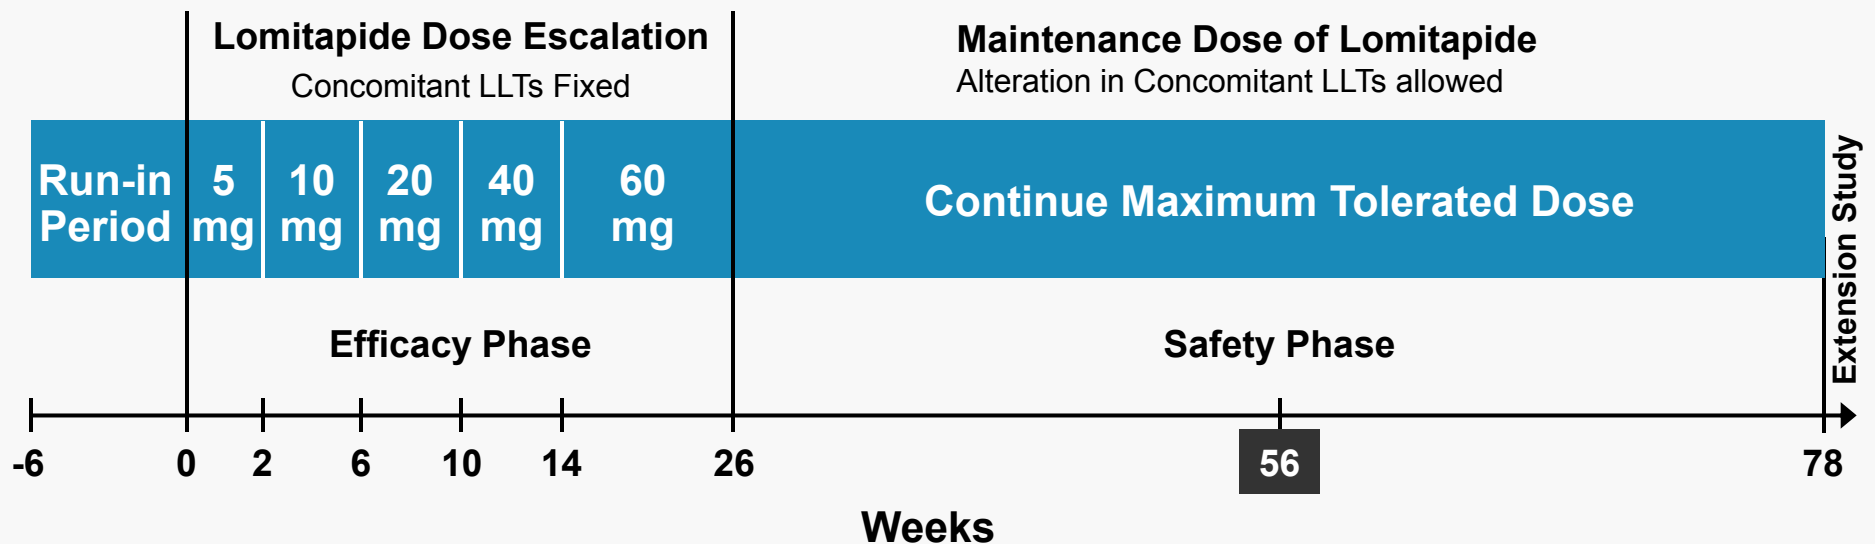 Lomitapide Dose Escalation
Concomitant LLTs Fixed
Maintenance Dose of Lomitapide
Alteration in Concomitant LLTs allowed
Run-in
Period
5
mg
10
mg
20
mg
40
mg
60
mg
Continue Maximum Tolerated Dose
Extension Study
Efficacy Phase
Safety Phase
-6
0
2
6
10
14
26
56
78
Weeks